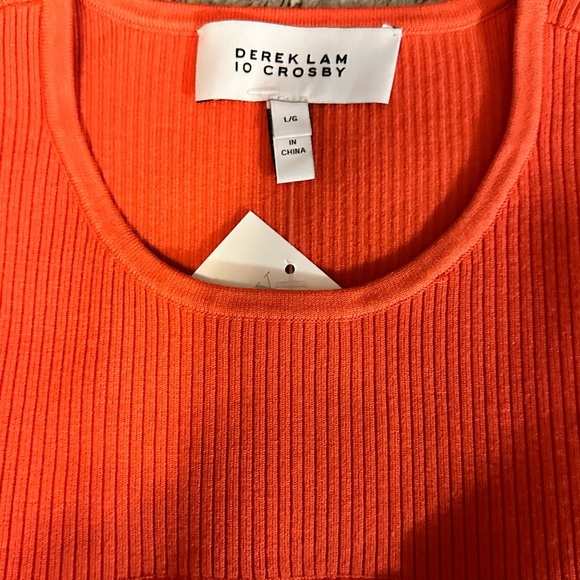 DEREK LAM
10 CROSBY
L/G
IN
CHINA